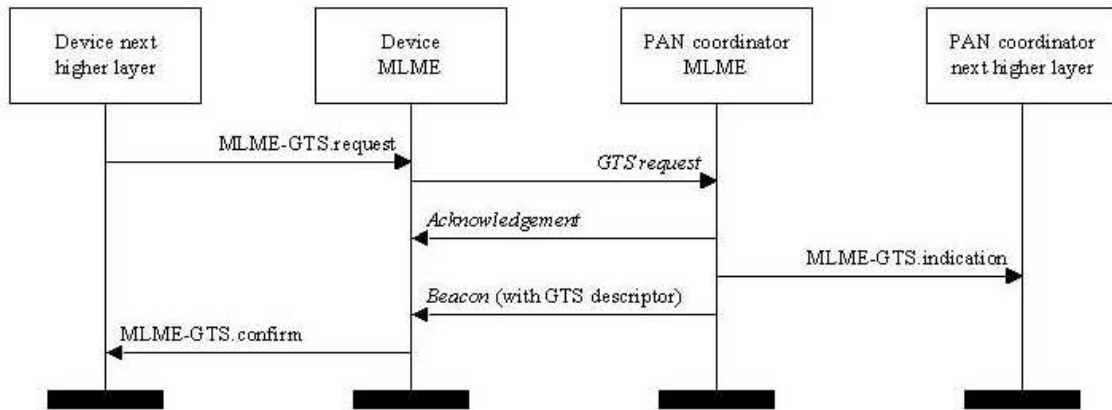 Device next
higher layer
Device
MLME
PAN coordinator
MLME
PAN coordinator
next higher layer
MLME-GTS.request
GTS request
Acknowledgement
MLME-GTS.indication
Beacon (with GTS descriptor)
MLME-GTS.confirm